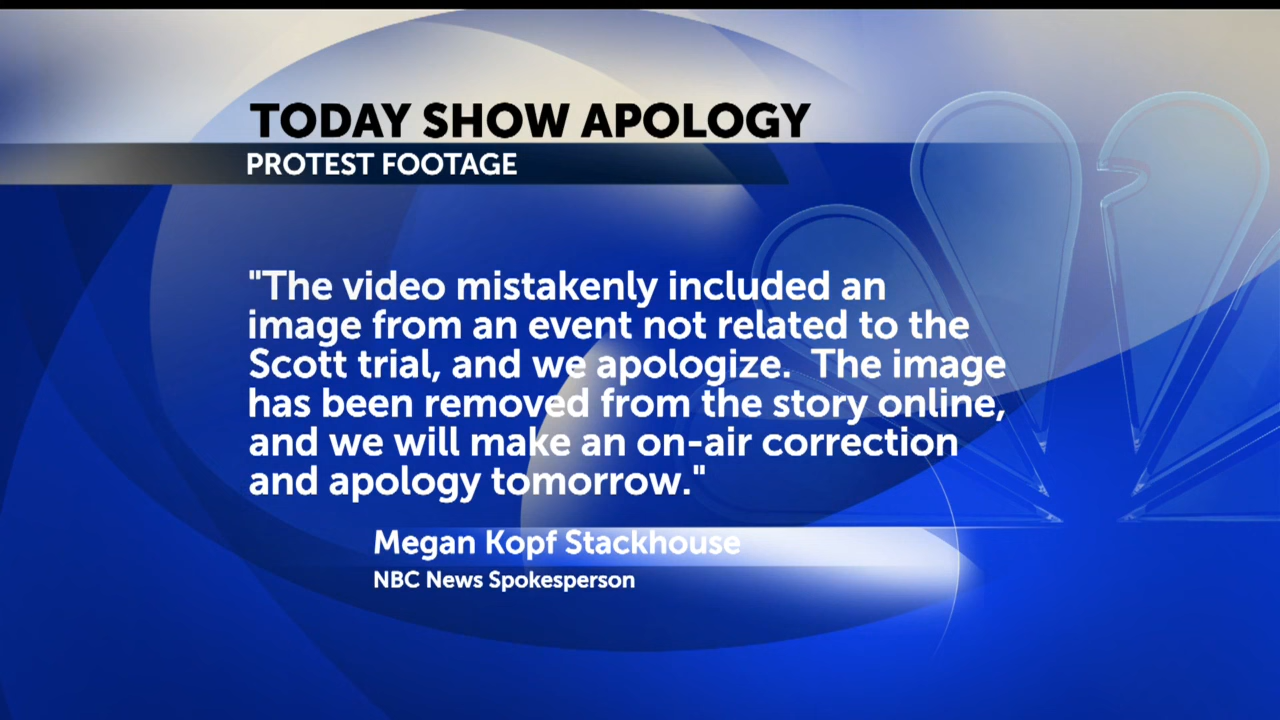 TODAY SHOW APOLOGY
PROTEST FOOTAGE
"The video mistakenly included an
image from an event not related to the
Scott trial, and we apologize.  The image
has been removed from the story online,
and we will make an on-air correction
and apology tomorrow."
Megan Kopf Stackhouse
NBC News Spokesperson